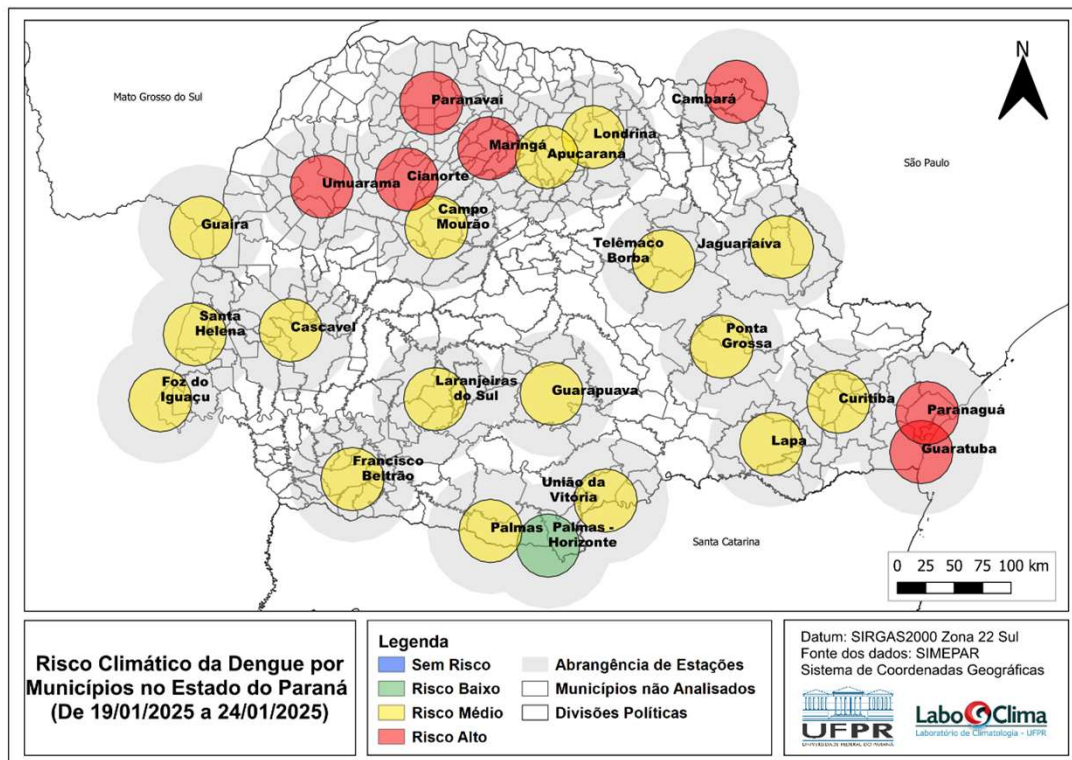 N
Mato Grosso do Sul
São Paulo
Santa Catarina
Paranavaí
Cambará
Londrina
Maringá
Apucarana
Cianorte
Umuarama
Campo
Mourão
Guaíra
Telêmaco
Borba
Jaguariaíva
Santa
Helena
Cascavel
Ponta
Grossa
Foz do
Iguaçu
Laranjeiras
do Sul
Guarapuava
Curitiba
Paranaguá
Lapa
Guaratuba
Francisco
Beltrão
União da
Vitória
Palmas
Palmas -
Horizonte
0 25 50 75 100 km
Risco Climático da Dengue por
Municípios no Estado do Paraná
(De 19/01/2025 a 24/01/2025)
Legenda
Sem Risco
Risco Baixo
Risco Médio
Risco Alto
Abrangência de Estações
Municípios não Analisados
Divisões Políticas
Datum: SIRGAS2000 Zona 22 Sul
Fonte dos dados: SIMEPAR
Sistema de Coordenadas Geográficas
UFPR
UNIVERSIDADE FEDERAL DO PARANÁ
LaboClima
Laboratório de Climatologia - UFPR